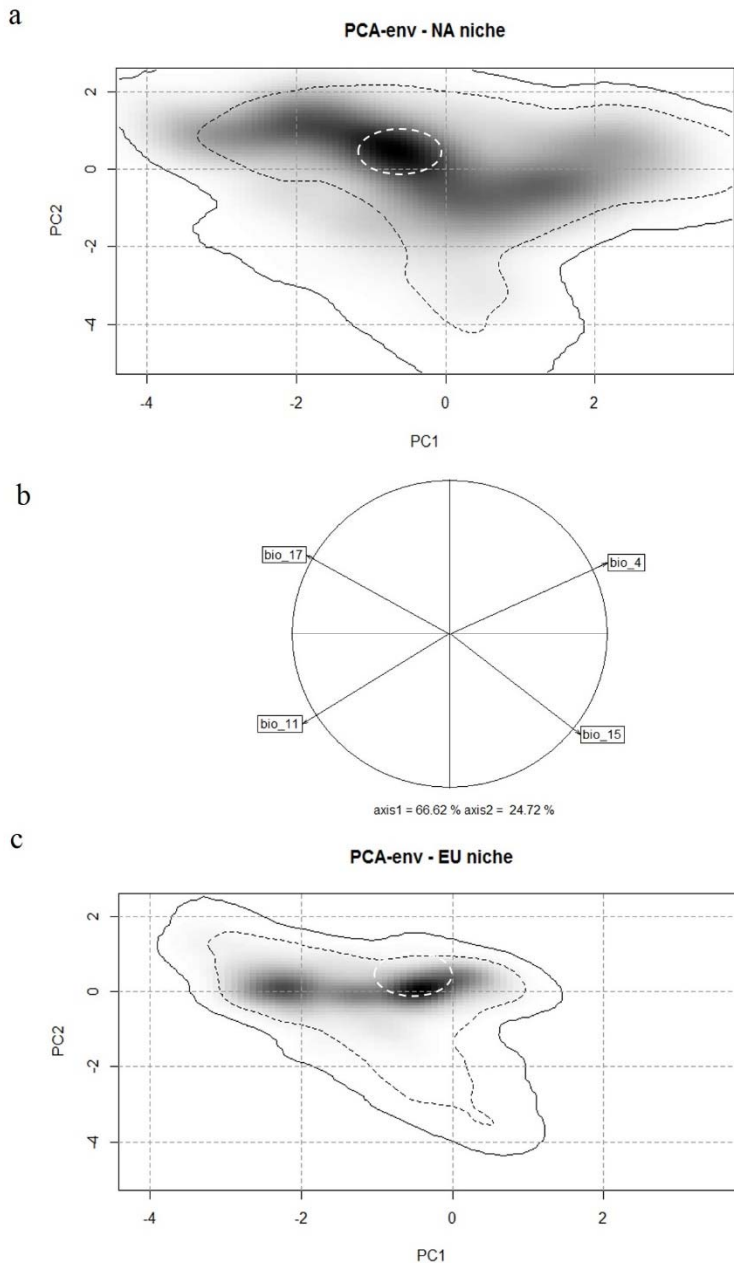 a
PCA-env - NA niche
2
0
-2
-4
PC2
-4 -2 0 2
PC1
b
bio_17
bio_4
bio_11
bio_15
axis1 = 66.62 % axis2 = 24.72 %
c
PCA-env - EU niche
2
0
-2
-4
PC2
-4 -2 0 2
PC1